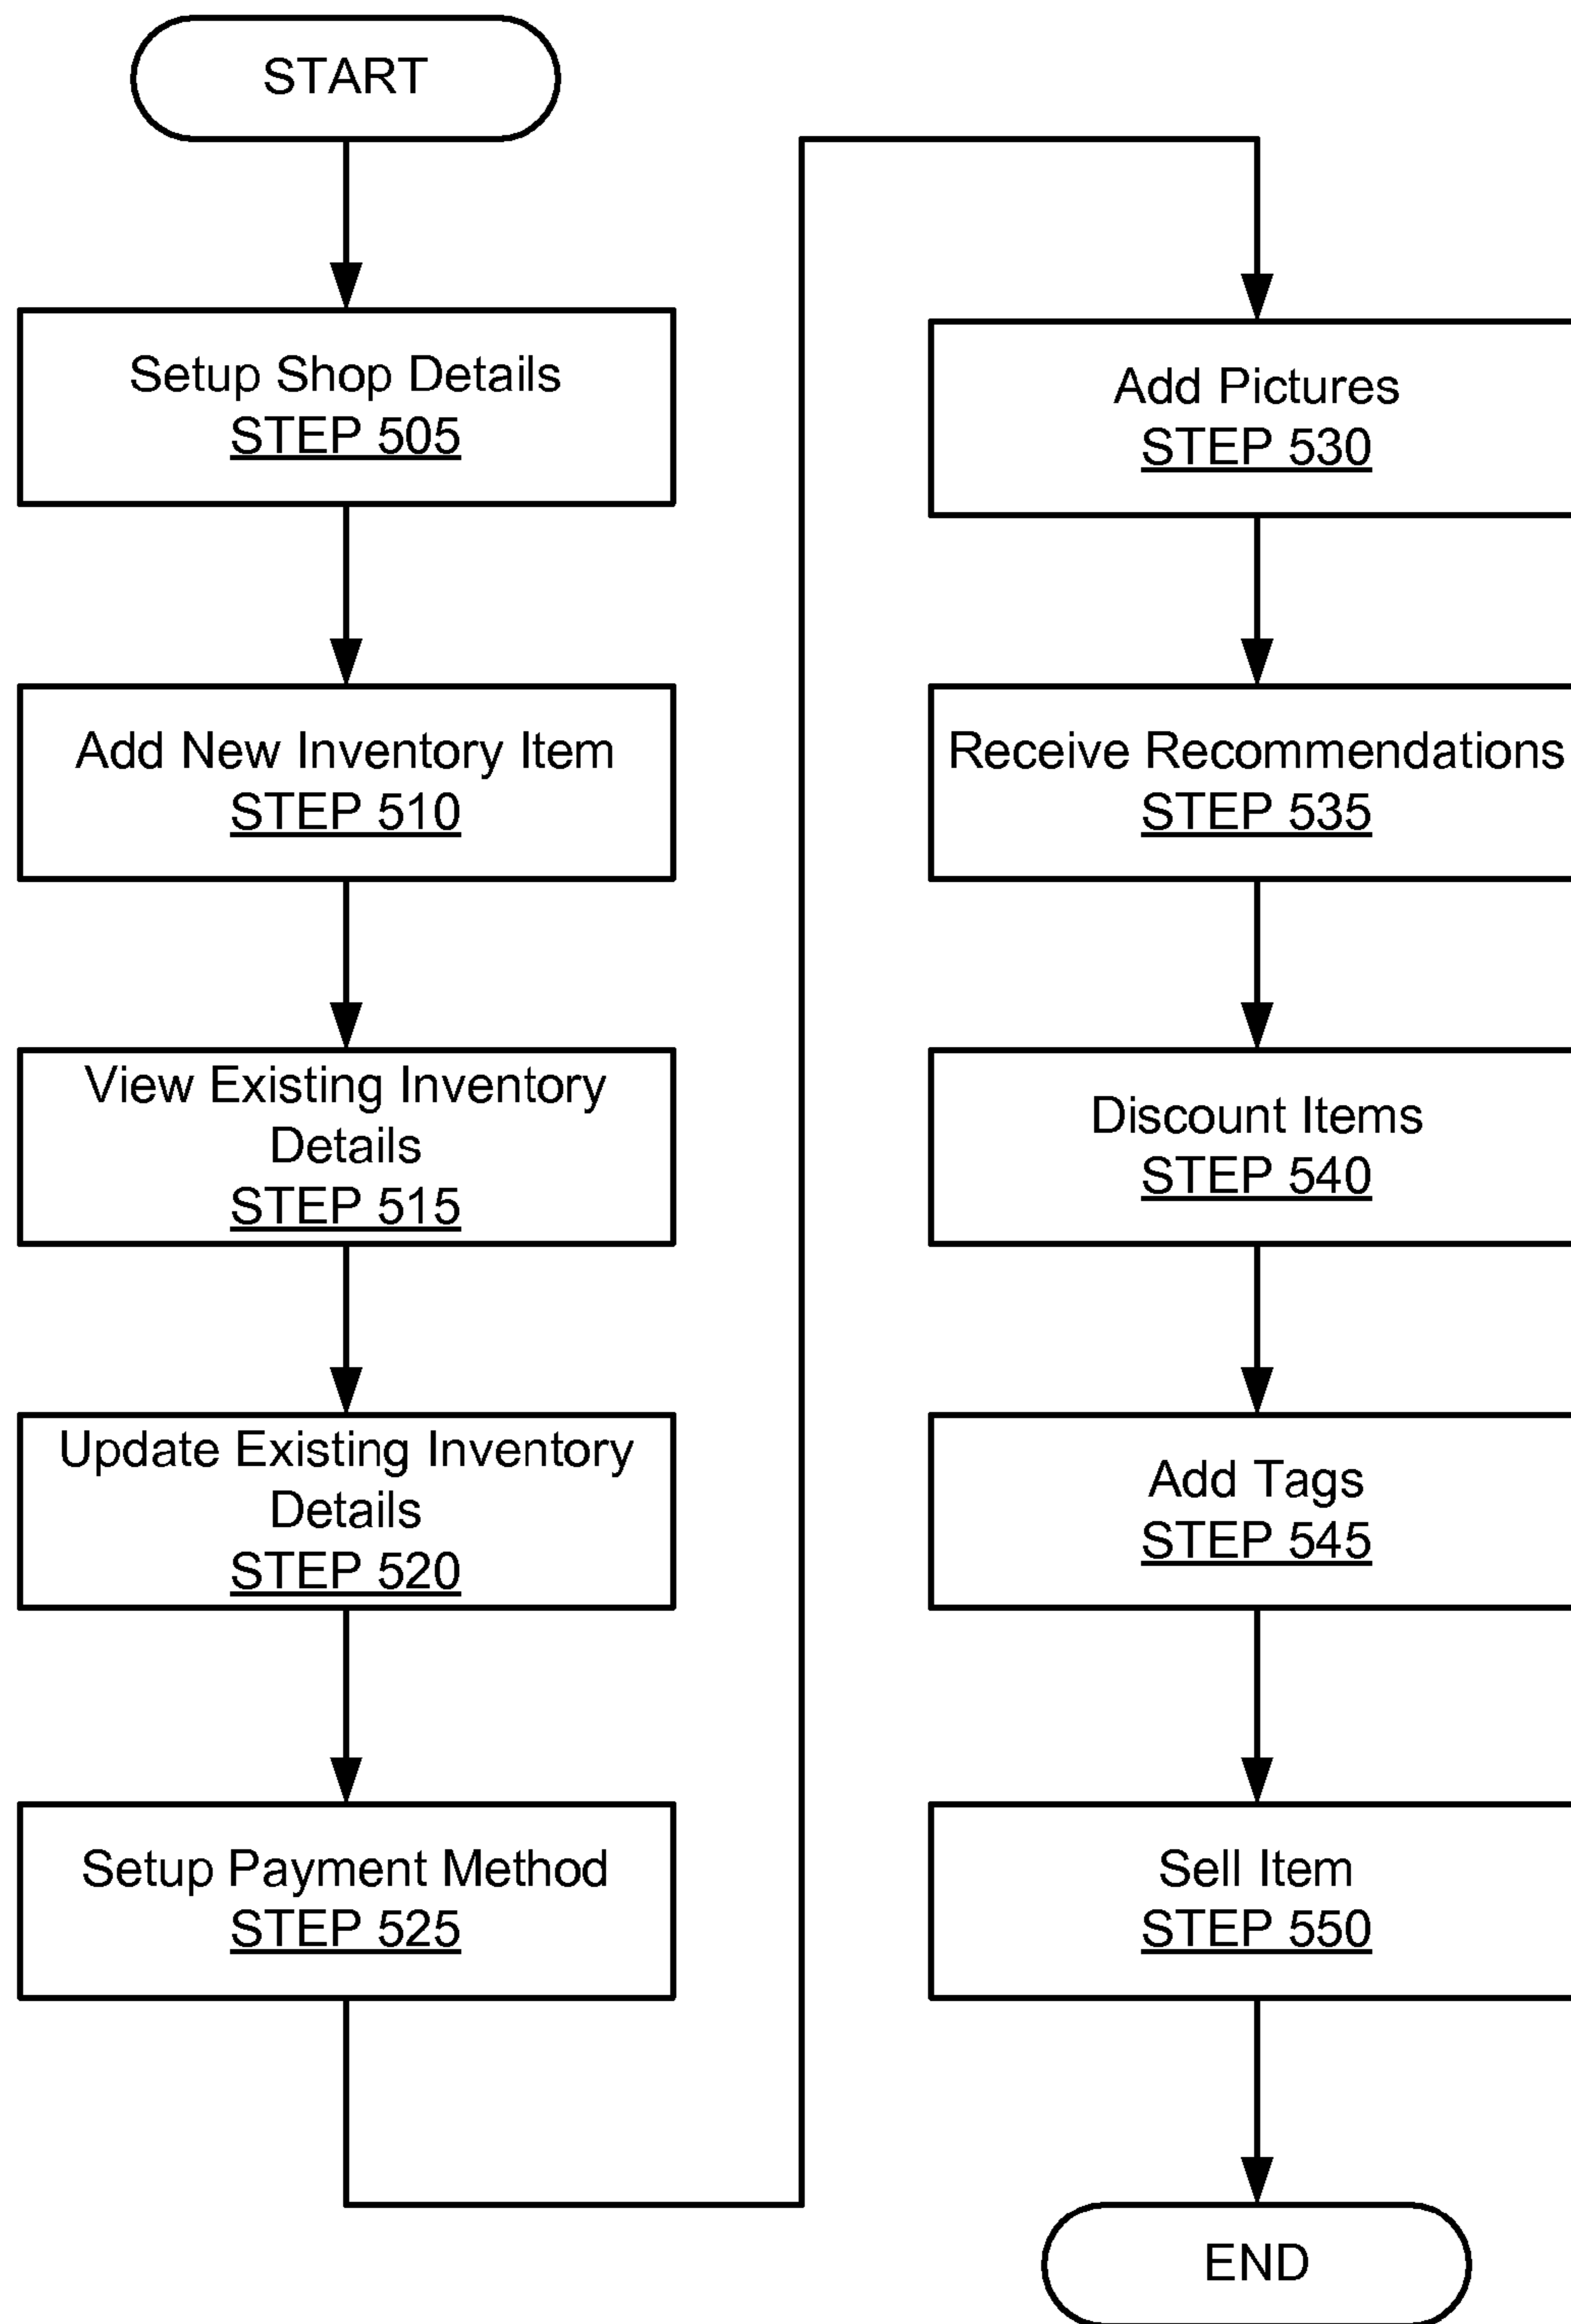 START
Setup Shop Details
STEP 505
Add New Inventory Item
STEP 510
View Existing Inventory
Details
STEP 515
Update Existing Inventory
Details
STEP 520
Setup Payment Method
STEP 525
Add Pictures
STEP 530
Receive Recommendations
STEP 535
Discount Items
STEP 540
Add Tags
STEP 545
Sell Item
STEP 550
END